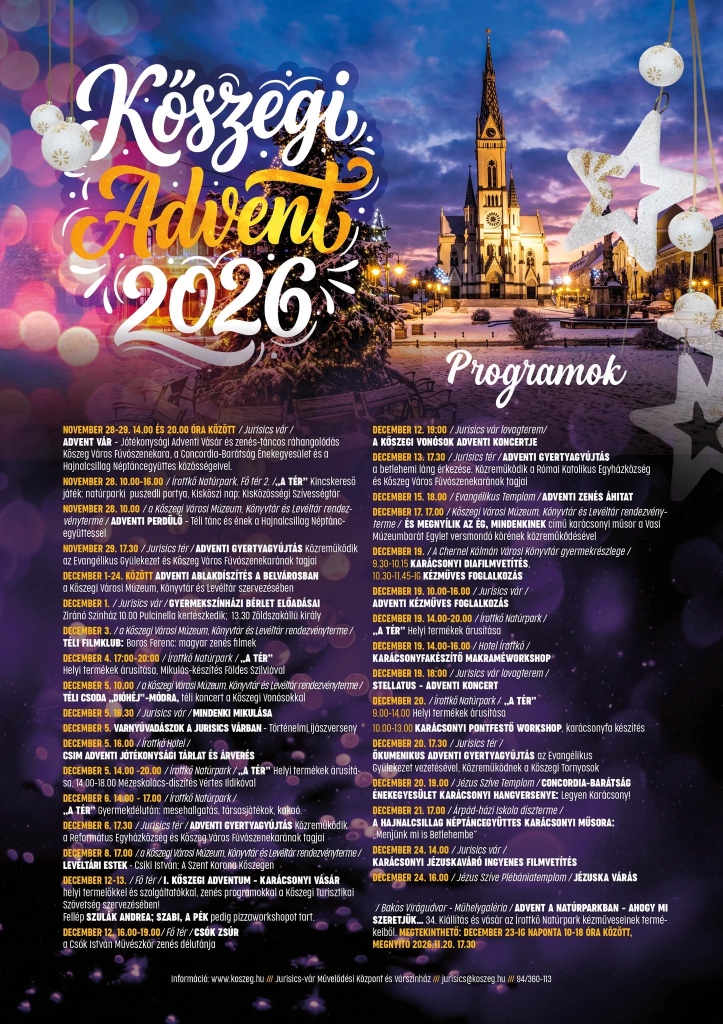 Kőszegi
Advent
2026
Programok
NOVEMBER 28-29. 14.00 ÉS 20.00 ÓRA KÖZÖTT / Jurisics vár /
ADVENT VÁR - Jótékonysági Adventi Vásár és zenés-táncos ráhangolódás
Kőszeg Város Fúvószenekara, a Concordia-Barátság Énekegyesület és a
Hajnalcsillag Néptáncegyüttes közösségeivel.
NOVEMBER 28. 10.00-16.00 / Írottkő Natúrpark, Fő tér 2. / „A TÉR" Kincskereső
játék: natúrparki puszedli portya, Kisköszi nap: Kisközösségi Szívességtár
NOVEMBER 28. 10.00 / a Kőszegi Városi Múzeum, Könyvtár és Levéltár rendez-
vényterme / ADVENTI PERDÜLŐ - Téli tánc és ének a Hajnalcsillag Néptánc-
együttessel
NOVEMBER 29. 17.30 / Jurisics tér / ADVENTI GYERTYAGYÚJTÁS Közreműködik
az Evangélikus Gyülekezet és Kőszeg Város Fúvószenekarának tagjai
DECEMBER 1-24. KÖZÖTT ADVENTI ABLAKDÍSZÍTÉS A BELVÁROSBAN
a Kőszegi Városi Múzeum, Könyvtár és Levéltár szervezésében
DECEMBER 1. / Jurisics vár / GYERMEKSZÍNHÁZI BÉRLET ELŐADÁSAI
Ziránó Színház 10.00 Pulcinella kertészkedik; 13.30 Zöldszakállú király
DECEMBER 3. / a Kőszegi Városi Múzeum, Könyvtár és Levéltár rendezvényterme /
TÉLI FILMKLUB: Boros Ferenc: magyar zenés filmek
DECEMBER 4. 17:00-20:00 / Írottkő Natúrpark / „A TÉR"
Helyi termékek árusítása, Mikulás-készítés Földes Szilvióval
DECEMBER 5. 10.00 / a Kőszegi Városi Múzeum, Könyvtár és Levéltár rendezvényterme /
TÉLI CSODA „DIÓHÉJ"-MÓDRA, téli koncert a Kőszegi Vonósokkal
DECEMBER 5. 16.30 / Jurisics vár / MINDENKI MIKULÁSA
DECEMBER 5. VARNYÚVADÁSZOK A JURISICS VÁRBAN - Történelmi íjászverseny
DECEMBER 5. 16.00 / Írottkő Hotel /
CSIM ADVENTI JÓTÉKONYSÁGI TÁRLAT ÉS ÁRVERÉS
DECEMBER 5. 14.00 -20.00 / Írottkő Natúrpark / „A TÉR" Helyi termékek árusítá-
sa, 14.00-18.00 Mézeskalács-díszítés Vértes Ildikóval
DECEMBER 6. 14.00 - 17.00 / Írottkő Natúrpark /
„A TÉR" Gyermekdélután: mesehallgatás, társasjátékok, kakaó.
DECEMBER 6. 17.30 / Jurisics tér / ADVENTI GYERTYAGYÚJTÁS Közreműködik
a Református Egyházközség és Kőszeg Város Fúvószenekarának tagjai
DECEMBER 8. 17.00 / a Kőszegi Városi Múzeum, Könyvtár és Levéltár rendezvényterme /
LEVÉLTÁRI ESTEK - Csiki István: A Szent Korona Kőszegen
DECEMBER 12-13. / Fő tér / I. KŐSZEGI ADVENTUM - KARÁCSONYI VÁSÁR
helyi termelőkkel és szolgáltatókkal, zenés programokkal a Kőszegi Turisztikai
Szövetség szervezésében!
Fellép SZULÁK ANDREA; SZABI, A PÉK pedig pizzaworkshopot tart.
DECEMBER 12. 16.00-19.00 / Fő tér / CSÓK ZSÚR
a Csók István Művészkör zenés délutánja
DECEMBER 12. 19:00 / Jurisics vár lovagterem/
A KŐSZEGI VONÓSOK ADVENTI KONCERTJE
DECEMBER 13. 17.30 / Jurisics tér / ADVENTI GYERTYAGYÚJTÁS
a betlehemi láng érkezése. Közreműködik a Római Katolikus Egyházközség
és Kőszeg Város Fúvószenekarának tagjai
DECEMBER 15. 18.00 / Evangélikus Templom / ADVENTI ZENÉS ÁHITAT
DECEMBER 17. 17.00 / Kőszegi Városi Múzeum, Könyvtár és Levéltár rendezvény-
terme / ÉS MEGNYÍLIK AZ ÉG, MINDENKINEK című karácsonyi műsor a Vasi
Múzeumbarát Egylet versmondó körének közreműködésével
DECEMBER 19. / A Chernel Kálmán Városi Könyvtár gyermekrészlege /
9.30-10.15 KARÁCSONYI DIAFILMVETÍTÉS,
10.30-11.45-IG KÉZMŰVES FOGLALKOZÁS
DECEMBER 19. 10.00-16.00 / Jurisics vár /
ADVENTI KÉZMŰVES FOGLALKOZÁS
DECEMBER 19. 14.00-20.00 / Írottkő Natúrpark /
„A TÉR" Helyi termékek árusítása
DECEMBER 19. 14.00-16.00 / Hotel Írottkő /
KARÁCSONYFAKÉSZÍTŐ MAKRAMÉWORKSHOP
DECEMBER 19. 18:00 / Jurisics vár lovagterem /
STELLATUS - ADVENTI KONCERT
DECEMBER 20. / Írottkő Natúrpark / „A TÉR"
9.00-14.00 Helyi termékek árusítása
10.00-13.00 KARÁCSONYI PONTFESTŐ WORKSHOP, karácsonyfa készítés
DECEMBER 20. 17.30 / Jurisics tér /
ÖKUMENIKUS ADVENTI GYERTYAGYÚJTÁS az Evangélikus
Gyülekezet vezetésével, Közreműködnek a Kőszegi Tornyosok
DECEMBER 20. 19.00 / Jézus Szíve Templom / CONCORDIA-BARÁTSÁG
ÉNEKEGYESÜLET KARÁCSONYI HANGVERSENYE: Legyen Karácsony!
DECEMBER 21. 17.00 / Árpád-házi iskola díszterme /
A HAJNALCSILLAG NÉPTÁNCEGYÜTTES KARÁCSONYI MŰSORA:
„Menjünk mi is Betlehembe"
DECEMBER 24. 14.00 / Jurisics vár /
KARÁCSONYI JÉZUSKAVÁRÓ INGYENES FILMVETÍTÉS
DECEMBER 24. 16.00 / Jézus Szíve Plébániatemplom / JÉZUSKA VÁRÁS
/ Bakos Virágudvar - Műhelygaléria / ADVENT A NATÚRPARKBAN - AHOGY MI
SZERETJÜK... 34. Kiállítás és vásár az Írottkő Natúrpark kézműveseinek termé-
keiből. MEGTEKINTHETŐ: DECEMBER 23-IG NAPONTA 10-18 ÓRA KÖZÖTT,
MEGNYITÓ 2026.11.20. 17.30
Információ: www.koszeg.hu /// Jurisics-vár Művelődési Központ és Várszínház /// jurisics@koszeg.hu /// 94/360-113